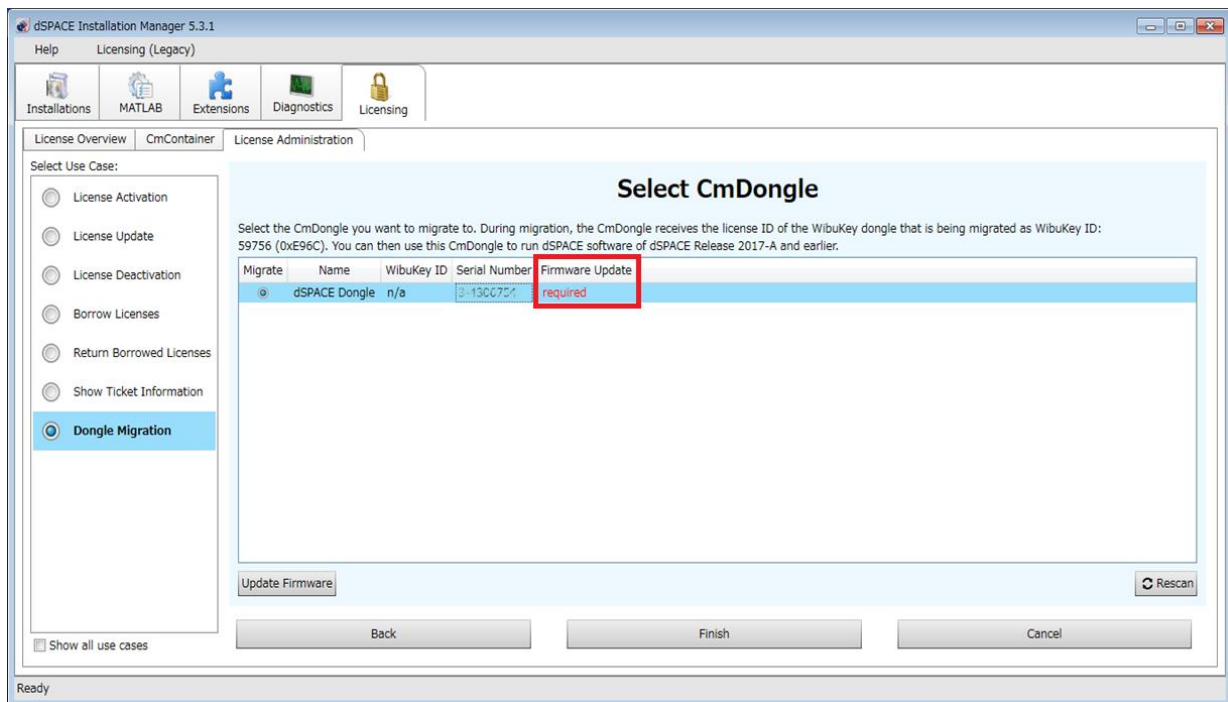 dSPACE Installation Manager 5.3.1
Help Licensing (Legacy)
Installations MATLAB Extensions Diagnostics Licensing
License Overview CmContainer License Administration
Select Use Case:
License Activation
License Update
License Deactivation
Borrow Licenses
Return Borrowed Licenses
Show Ticket Information
Dongle Migration
Show all use cases
Select CmDongle
Select the CmDongle you want to migrate to. During migration, the CmDongle receives the license ID of the WibuKey dongle that is being migrated as WibuKey ID:
59756 (0xE96C). You can then use this CmDongle to run dSPACE software of dSPACE Release 2017-A and earlier.
Migrate Name WibuKey ID Serial Number Firmware Update
dSPACE Dongle n/a required
Update Firmware Rescan
Back Finish Cancel
Ready